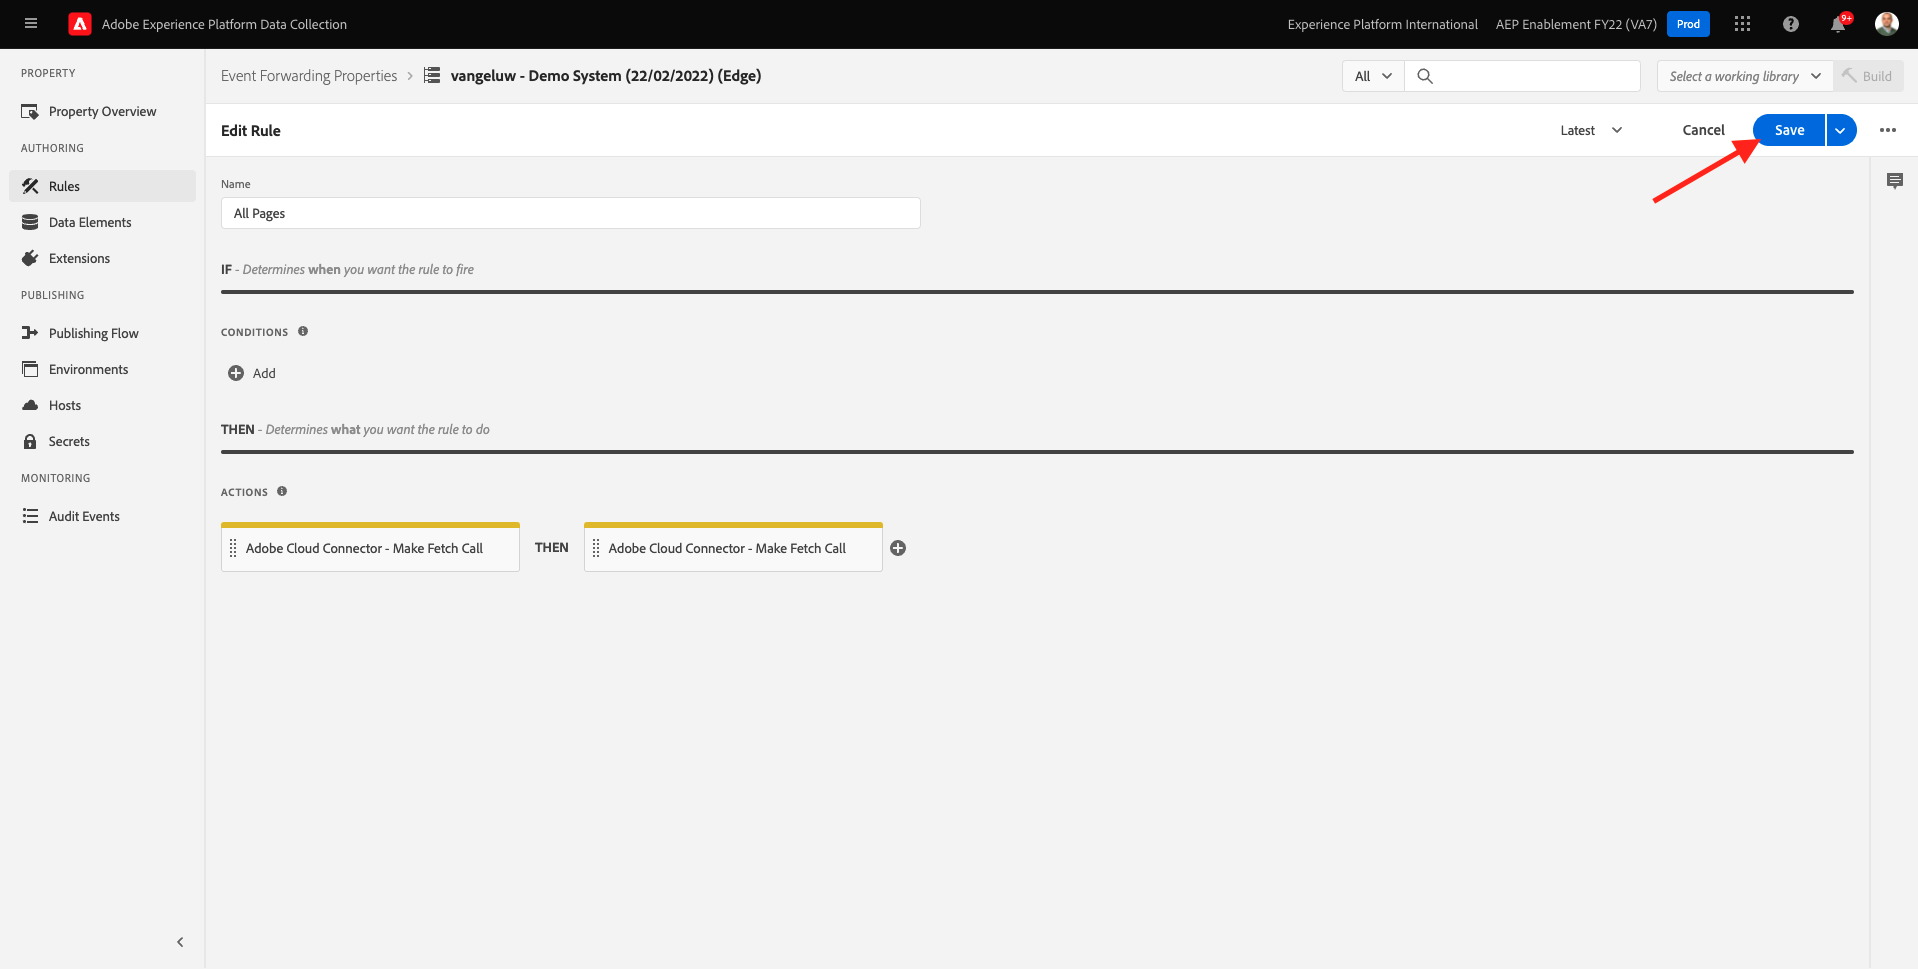 Adobe Experience Platform Data Collection
Experience Platform International
AEP Enablement FY22 (VA7)
Prod
9+
PROPERTY
Property Overview
AUTHORING
Rules
Data Elements
Extensions
PUBLISHING
Publishing Flow
Environments
Hosts
Secrets
MONITORING
Audit Events
Event Forwarding Properties > vangeluw - Demo System (22/02/2022) (Edge)
All
Select a working library
Build
Edit Rule
Latest
Cancel
Save
Name
All Pages
IF - Determines when you want the rule to fire
CONDITIONS
Add
THEN - Determines what you want the rule to do
ACTIONS
Adobe Cloud Connector - Make Fetch Call
THEN
Adobe Cloud Connector - Make Fetch Call